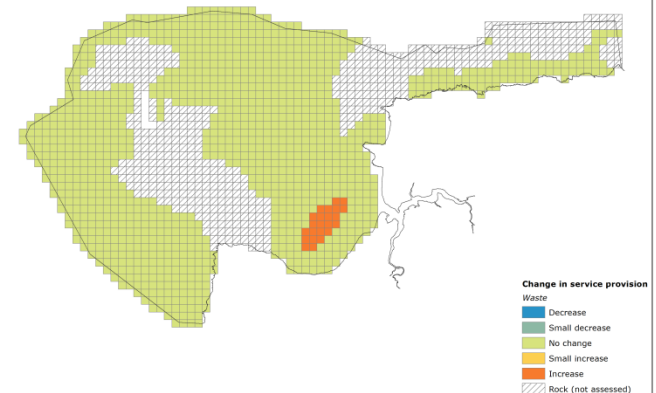 Change in service provision
Waste
Decrease
Small decrease
No change
Small increase
Increase
Rock (not assessed)